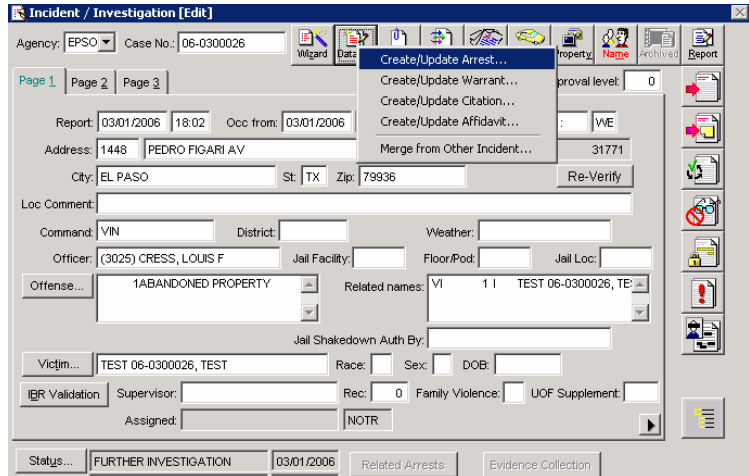 Incident / Investigation [Edit]
Agency: EPSO Case No.: 06-0300026 Wizard Data Property Name Archived Report
Create/Update Arrest...
Page 1 Page 2 Page 3 proval level: 0
Create/Update Warrant...
Create/Update Citation...
Report: 03/01/2006 18:02 Occ from: 03/01/2006 : WE
Create/Update Affidavit...
Address: 1448 PEDRO FIGARI AV 31771
Merge from Other Incident...
City: EL PASO St: TX Zip: 79936 Re-Verify
Loc Comment:
Command: VIN District: Weather:
Officer: (3025) CRESS, LOUIS F Jail Facility: Floor/Pod: Jail Loc:
Offense... 1ABANDONED PROPERTY Related names: VI 1 I TEST 06-0300026, TE
Jail Shakedown Auth By:
Victim... TEST 06-0300026, TEST Race: Sex: DOB:
IBR Validation Supervisor: Rec: 0 Family Violence: UOF Supplement:
Assigned: NOTR
Status... FURTHER INVESTIGATION 03/01/2006 Related Arrests Evidence Collection